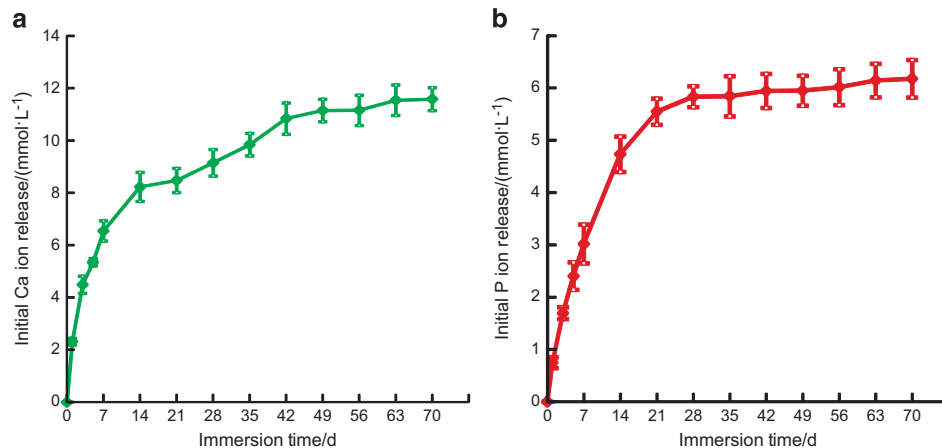 a
Initial Ca ion release/(mmol·L⁻¹)
14
12
10
8
6
4
2
0
0 7 14 21 28 35 42 49 56 63 70
Immersion time/d
b
Initial P ion release/(mmol·L⁻¹)
7
6
5
4
3
2
1
0
0 7 14 21 28 35 42 49 56 63 70
Immersion time/d